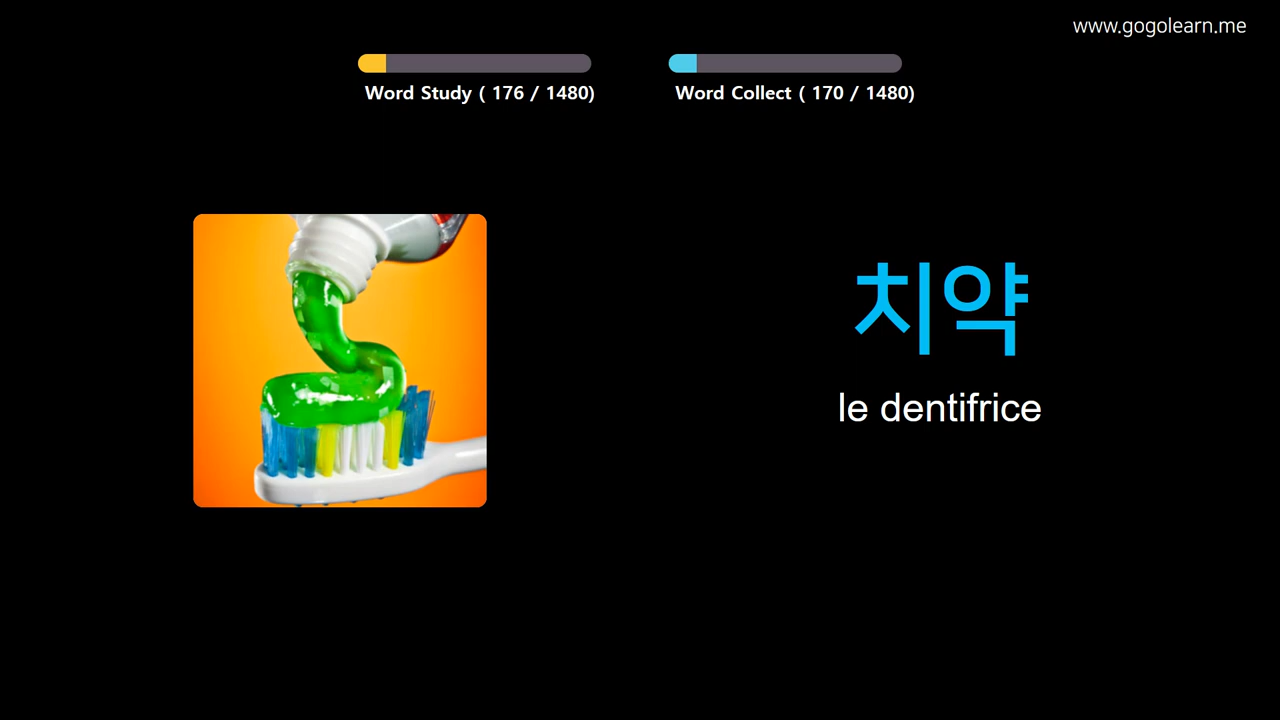 www.gogolearn.me
Word Study ( 176 / 1480)
Word Collect ( 170 / 1480)
치약
le dentifrice